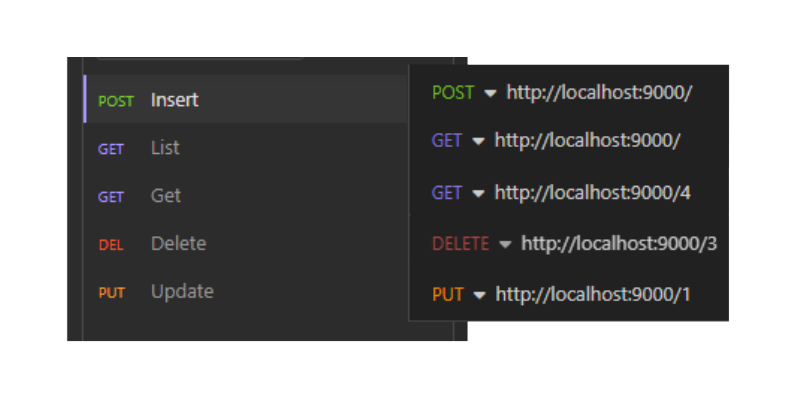 POST Insert
GET List
GET Get
DEL Delete
PUT Update
POST http://localhost:9000/
GET http://localhost:9000/
GET http://localhost:9000/4
DELETE http://localhost:9000/3
PUT http://localhost:9000/1